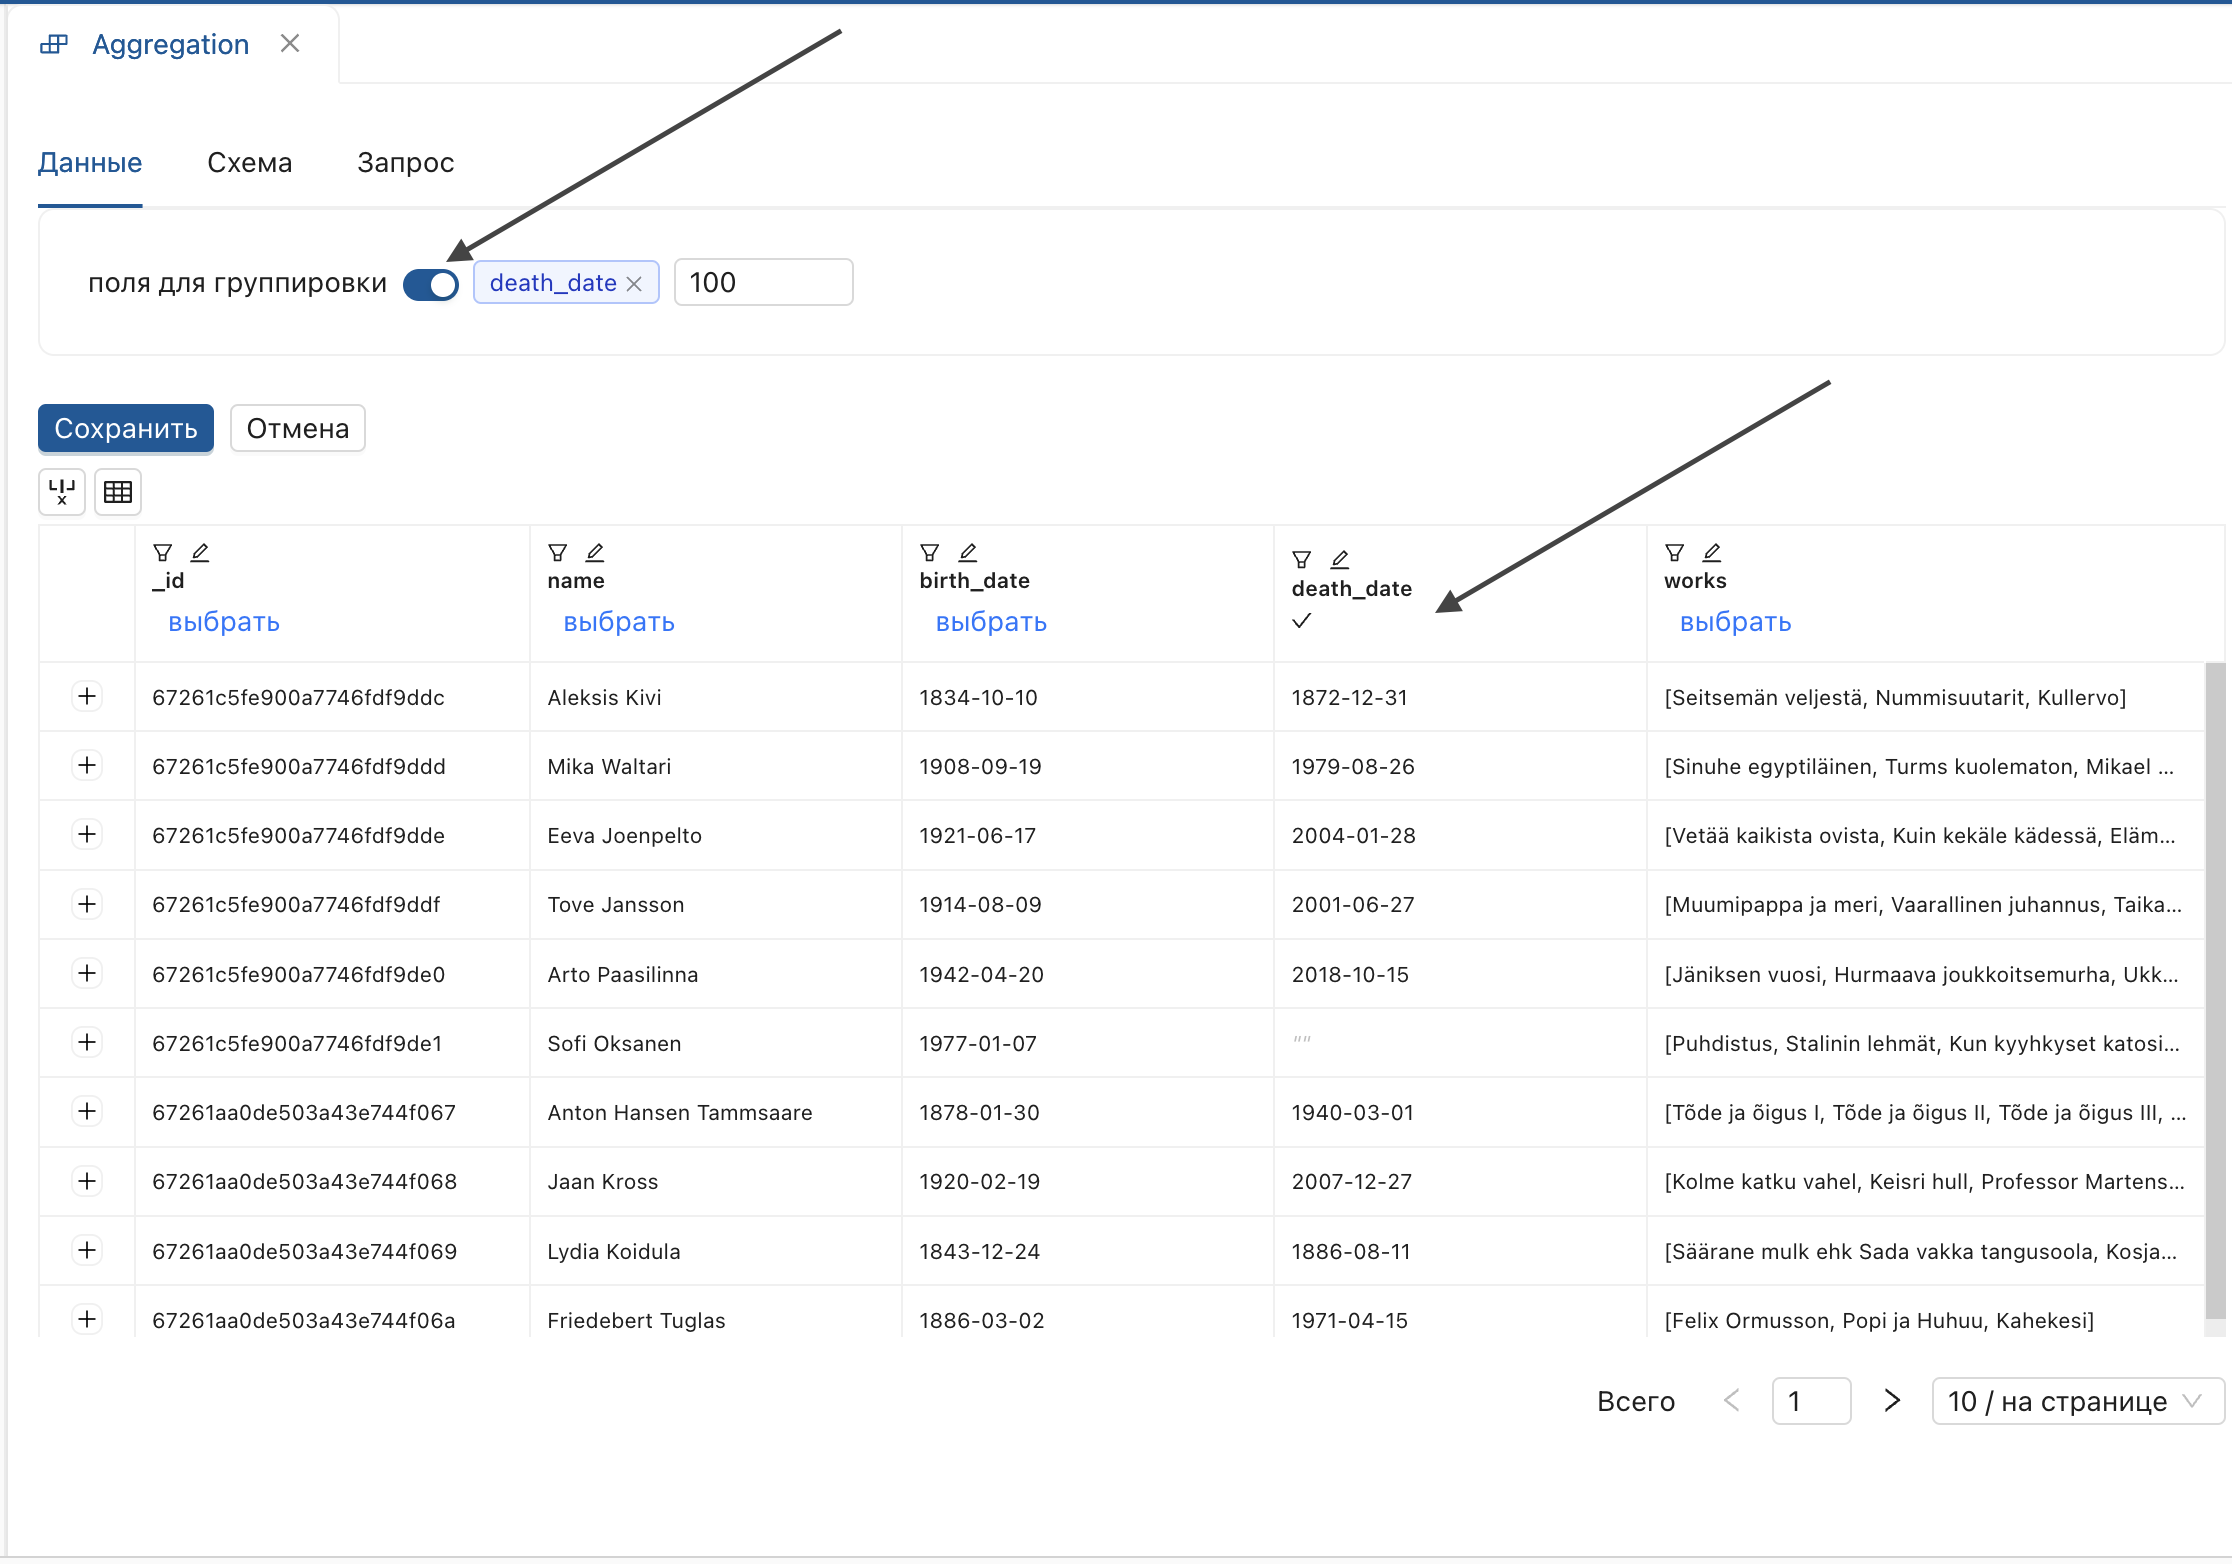 Aggregation
Данные Схема Запрос
поля для группировки death_date 100
Сохранить Отмена
_id name birth_date death_date works
выбрать выбрать выбрать выбрать
67261c5fe900a7746fdf9ddc Aleksis Kivi 1834-10-10 1872-12-31 [Seitsemän veljestä, Nummisuutarit, Kullervo]
67261c5fe900a7746fdf9ddd Mika Waltari 1908-09-19 1979-08-26 [Sinuhe egyptiläinen, Turms kuolematon, Mikael ...
67261c5fe900a7746fdf9dde Eeva Joenpelto 1921-06-17 2004-01-28 [Vetää kaikista ovista, Kuin kekäle kädessä, Eläm...
67261c5fe900a7746fdf9ddf Tove Jansson 1914-08-09 2001-06-27 [Muumipappa ja meri, Vaarallinen juhannus, Taika...
67261c5fe900a7746fdf9de0 Arto Paasilinna 1942-04-20 2018-10-15 [Jäniksen vuosi, Hurmaava joukkoitsemurha, Ukk...
67261c5fe900a7746fdf9de1 Sofi Oksanen 1977-01-07 "" [Puhdistus, Stalinin lehmät, Kun kyyhkyset katosi...
67261aa0de503a43e744f067 Anton Hansen Tammsaare 1878-01-30 1940-03-01 [Tõde ja õigus I, Tõde ja õigus II, Tõde ja õigus III, ...
67261aa0de503a43e744f068 Jaan Kross 1920-02-19 2007-12-27 [Kolme katku vahel, Keisri hull, Professor Martens...
67261aa0de503a43e744f069 Lydia Koidula 1843-12-24 1886-08-11 [Säärane mulk ehk Sada vakka tangusoola, Kosja...
67261aa0de503a43e744f06a Friedebert Tuglas 1886-03-02 1971-04-15 [Felix Ormusson, Popi ja Huhuu, Kahekesi]
Всего 1 10 / на странице